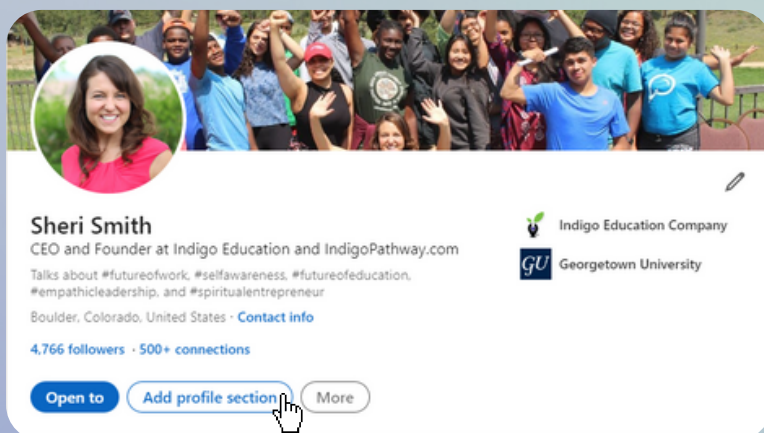 Sheri Smith
CEO and Founder at Indigo Education and IndigoPathway.com
Talks about #futureofwork, #selfawareness, #futureofeducation,
#empathicleadership, and #spiritualentrepreneur
Boulder, Colorado, United States · Contact info
4,766 followers · 500+ connections
Open to
Add profile section
More
Indigo Education Company
GU
Georgetown University